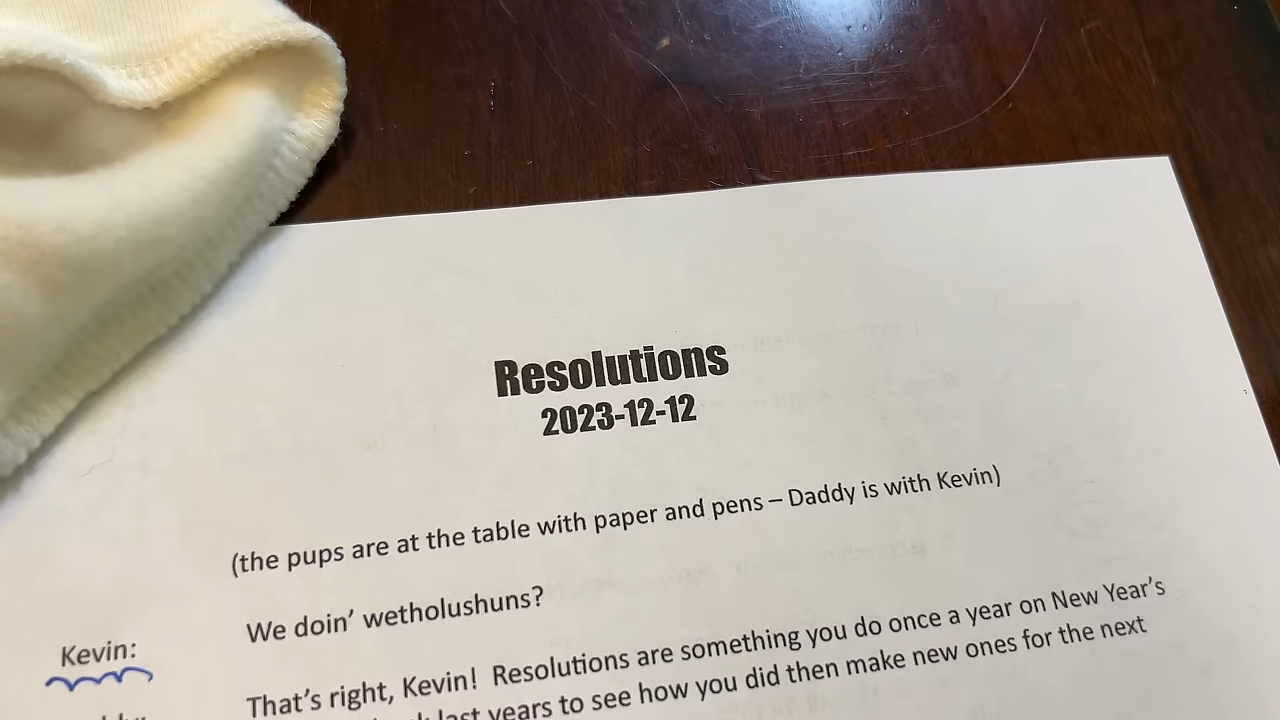 Resolutions
2023-12-12
(the pups are at the table with paper and pens – Daddy is with Kevin)
Kevin: We doin’ wetholushuns?
That’s right, Kevin! Resolutions are something you do once a year on New Year’s
last years to see how you did then make new ones for the next